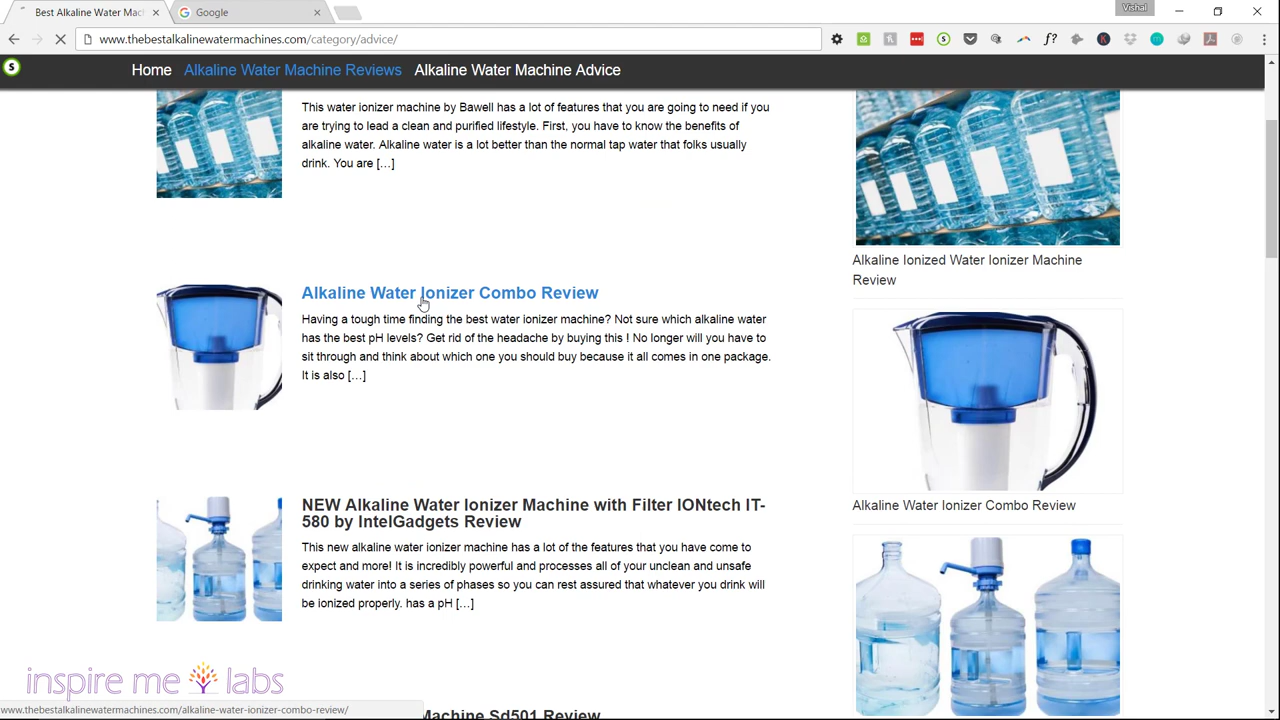 Best Alkaline Water Mac
Google
Vishal
www.thebestalkalinewatermachines.com/category/advice/
Home
Alkaline Water Machine Reviews
Alkaline Water Machine Advice
This water ionizer machine by Bawell has a lot of features that you are going to need if you
are trying to lead a clean and purified lifestyle. First, you have to know the benefits of
alkaline water. Alkaline water is a lot better than the normal tap water that folks usually
drink. You are […]
Alkaline Ionized Water Ionizer Machine
Review
Alkaline Water Ionizer Combo Review
Having a tough time finding the best water ionizer machine? Not sure which alkaline water
has the best pH levels? Get rid of the headache by buying this ! No longer will you have to
sit through and think about which one you should buy because it all comes in one package.
It is also […]
Alkaline Water Ionizer Combo Review
NEW Alkaline Water Ionizer Machine with Filter IONtech IT-
580 by IntelGadgets Review
This new alkaline water ionizer machine has a lot of the features that you have come to
expect and more! It is incredibly powerful and processes all of your unclean and unsafe
drinking water into a series of phases so you can rest assured that whatever you drink will
be ionized properly. has a pH […]
inspire me labs
www.thebestalkalinewatermachines.com/alkaline-water-ionizer-combo-review/
Machine Sd501 Review